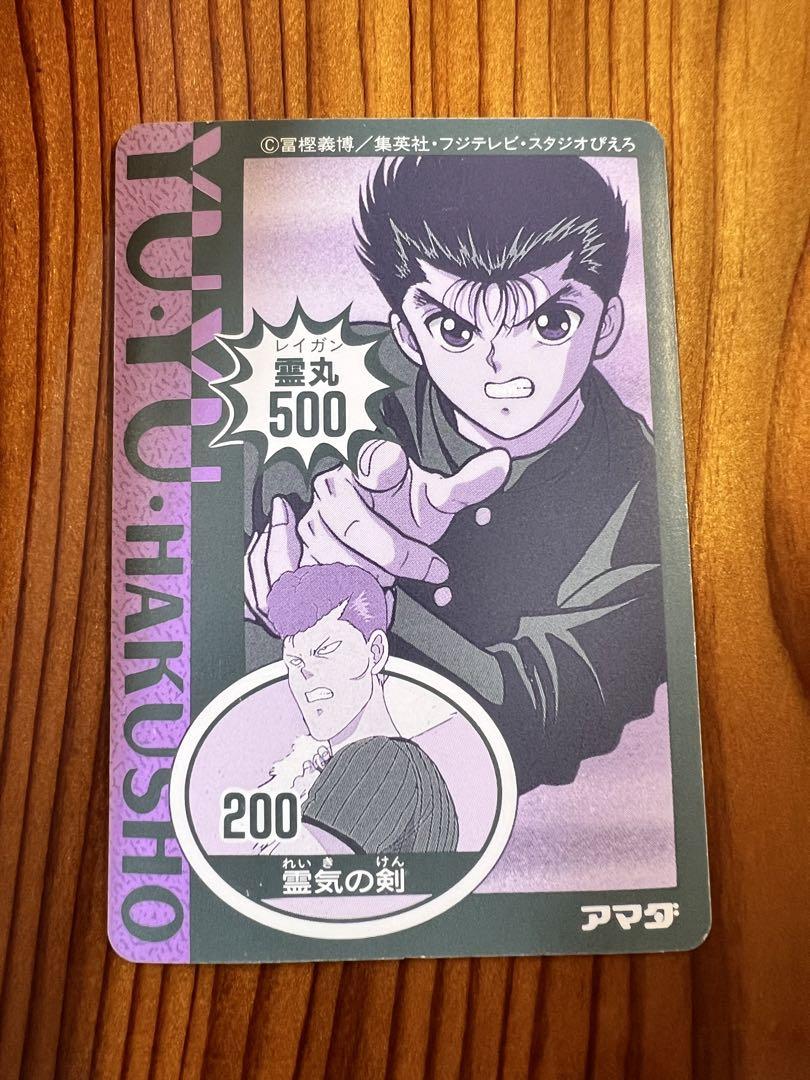 ©冨樫義博/集英社・フジテレビ・スタジオぴえろ
YU・YU・HAKUSHO
レイガン
霊丸
500
200
れいき けん
霊気の剣
アマダ